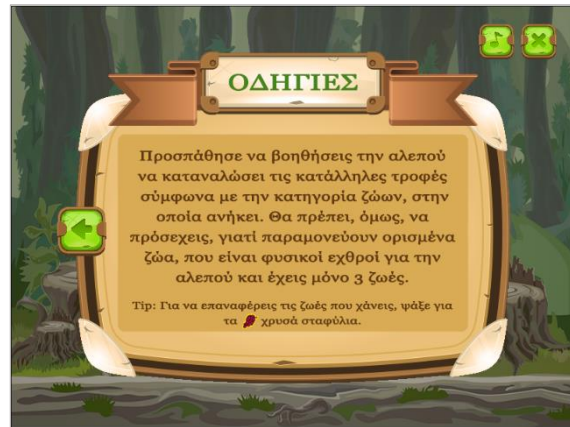 ΟΔΗΓΙΕΣ
Προσπάθησε να βοηθήσεις την αλεπού
να καταναλώσει τις κατάλληλες τροφές
σύμφωνα με την κατηγορία ζώων, στην
οποία ανήκει. Θα πρέπει, όμως, να
πρόσεχεις, γιατί παραμονεύουν ορισμένα
ζώα, που είναι φυσικοί εχθροί για την
αλεπού και έχεις μόνο 3 ζωές.
Tip: Για να επαναφέρεις τις ζωές που χάνεις, ψάξε για
τα χρυσά σταφύλια.